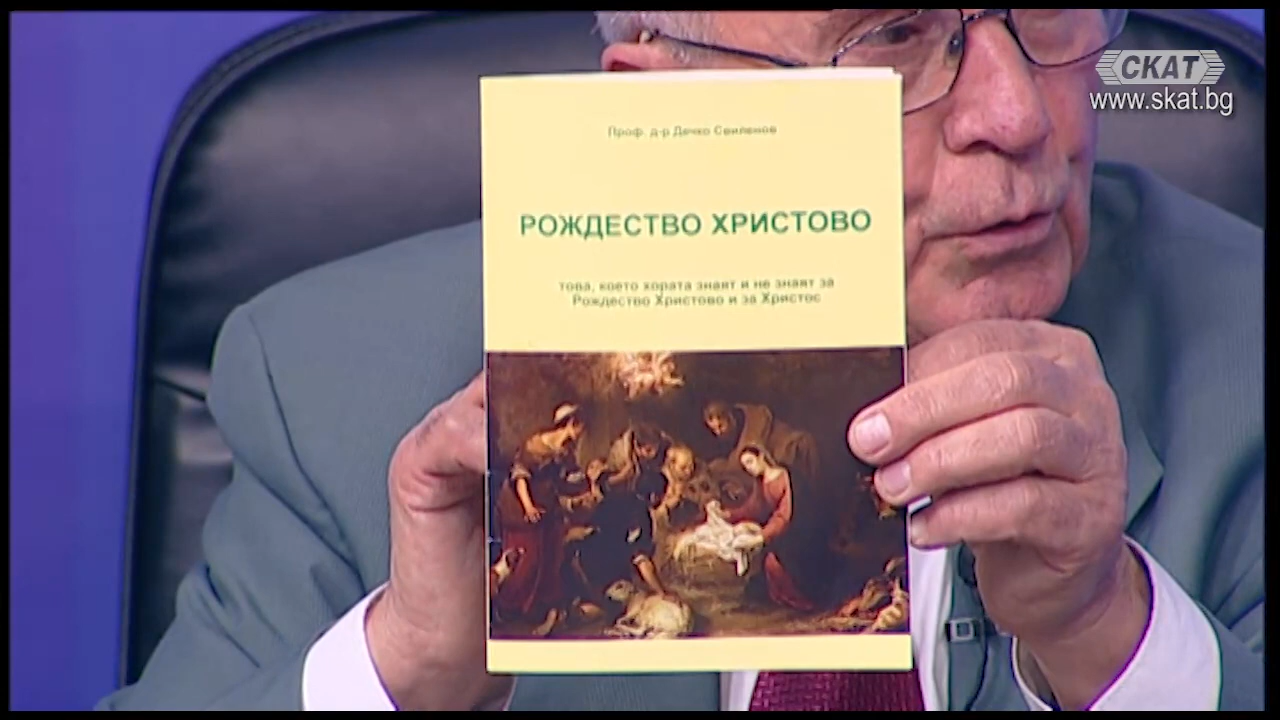 СКАТ
www.skat.bg
Проф. д-р Дечко Свиленов
РОЖДЕСТВО ХРИСТОВО
това, което хората знаят и не знаят за
Рождество Христово и за Христос